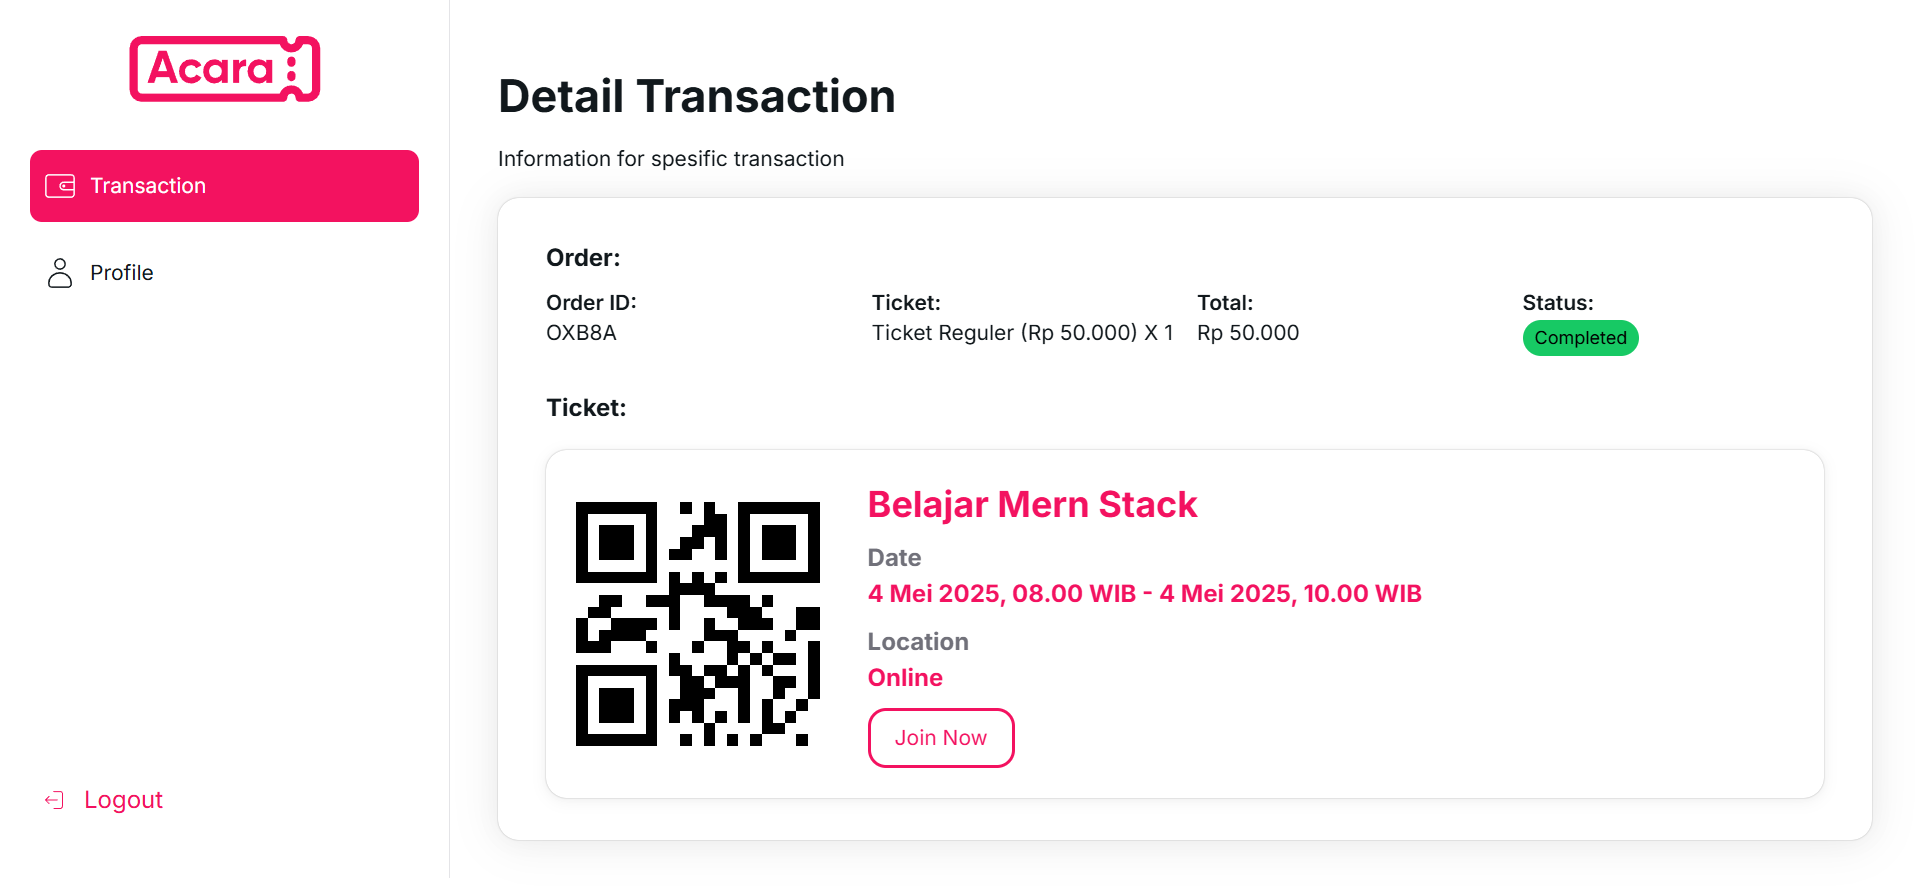 Acara
Transaction
Profile
Logout
Detail Transaction
Information for spesific transaction
Order:
Order ID:
OXB8A
Ticket:
Ticket Reguler (Rp 50.000) X 1
Total:
Rp 50.000
Status:
Completed
Ticket:
Belajar Mern Stack
Date
4 Mei 2025, 08.00 WIB - 4 Mei 2025, 10.00 WIB
Location
Online
Join Now